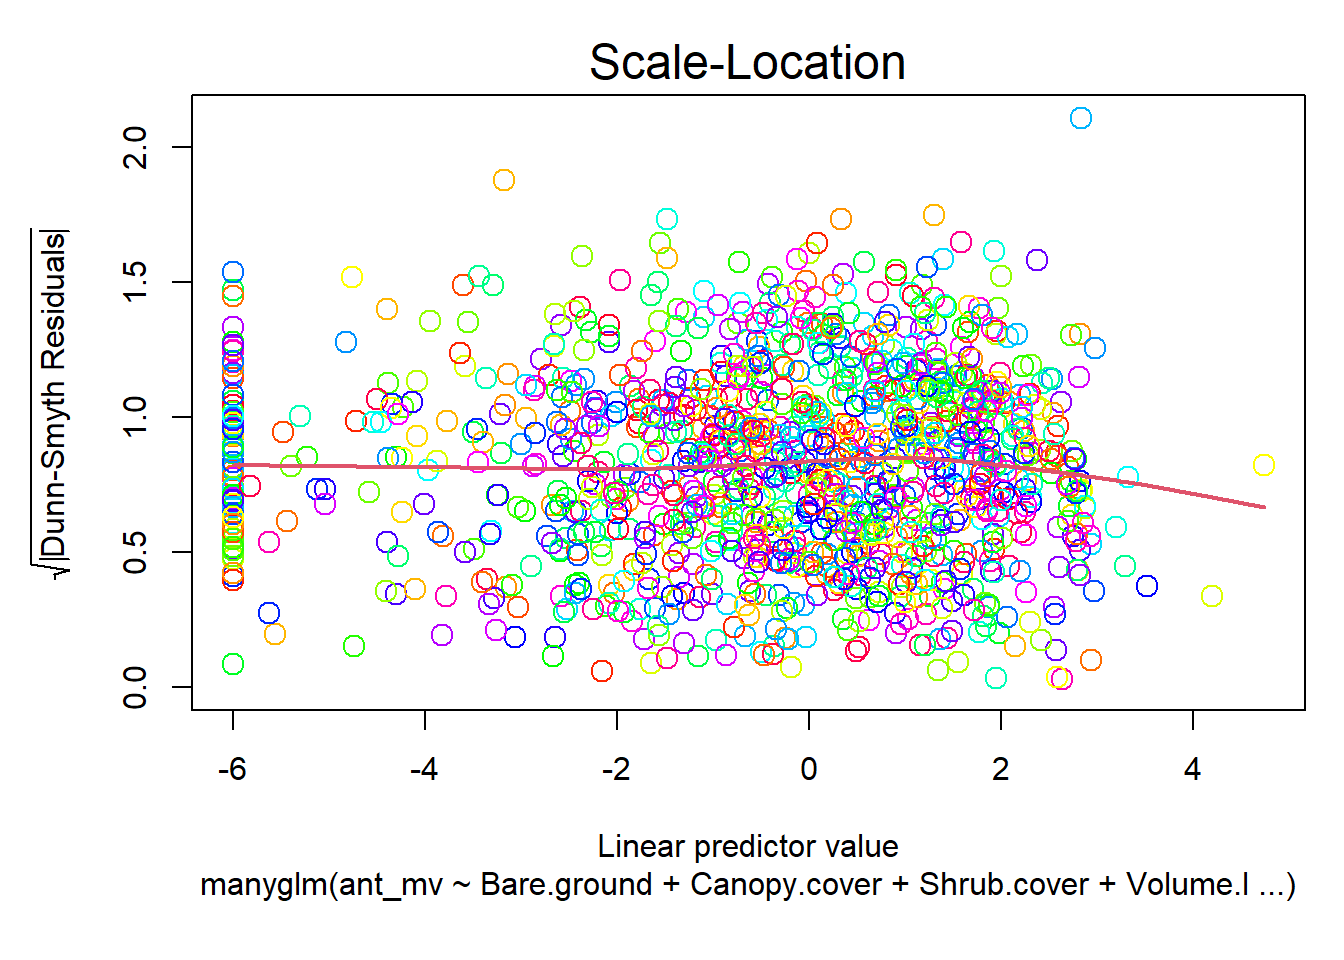 Scale-Location
√|Dunn-Smyth Residuals|
2.0
1.5
1.0
0.5
0.0
-6 -4 -2 0 2 4
Linear predictor value
manyglm(ant_mv ~ Bare.ground + Canopy.cover + Shrub.cover + Volume.l ...)